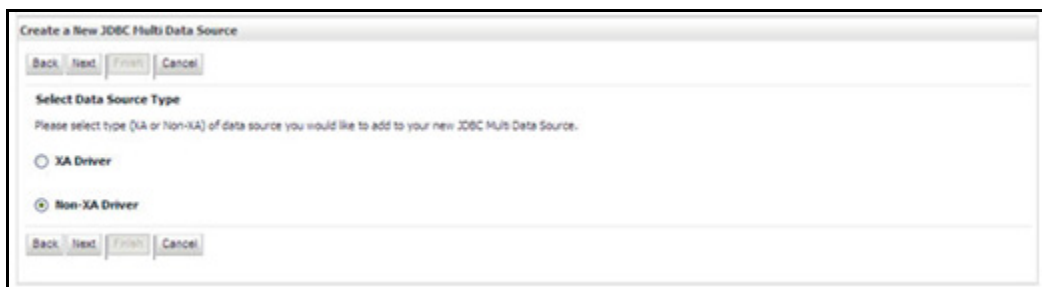 Create a New JDBC Multi Data Source
Back Next Finish Cancel
Select Data Source Type
Please select type (XA or Non-XA) of data source you would like to add to your new JDBC Multi Data Source.
XA Driver
Non-XA Driver
Back Next Finish Cancel